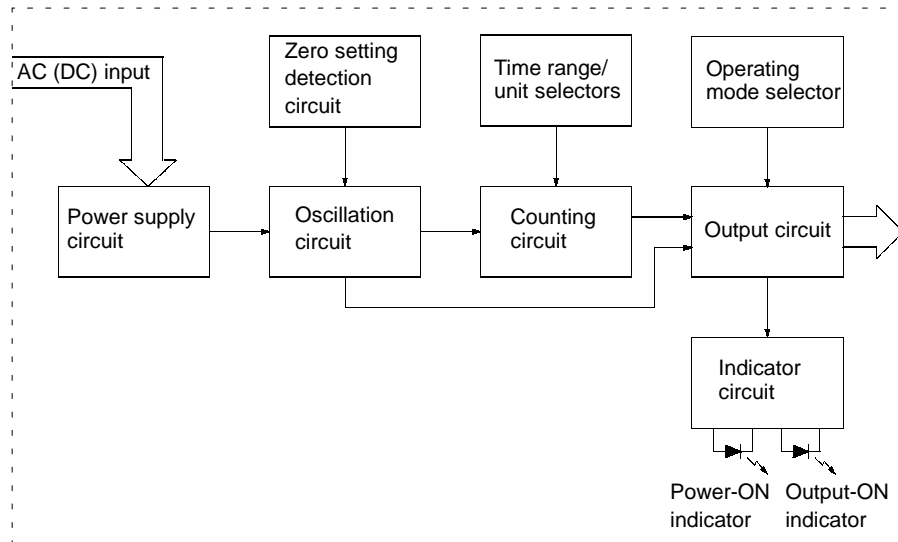 AC (DC) input
Zero setting
detection
circuit
Time range/
unit selectors
Operating
mode selector
Power supply
circuit
Oscillation
circuit
Counting
circuit
Output circuit
Indicator
circuit
Power-ON
indicator
Output-ON
indicator